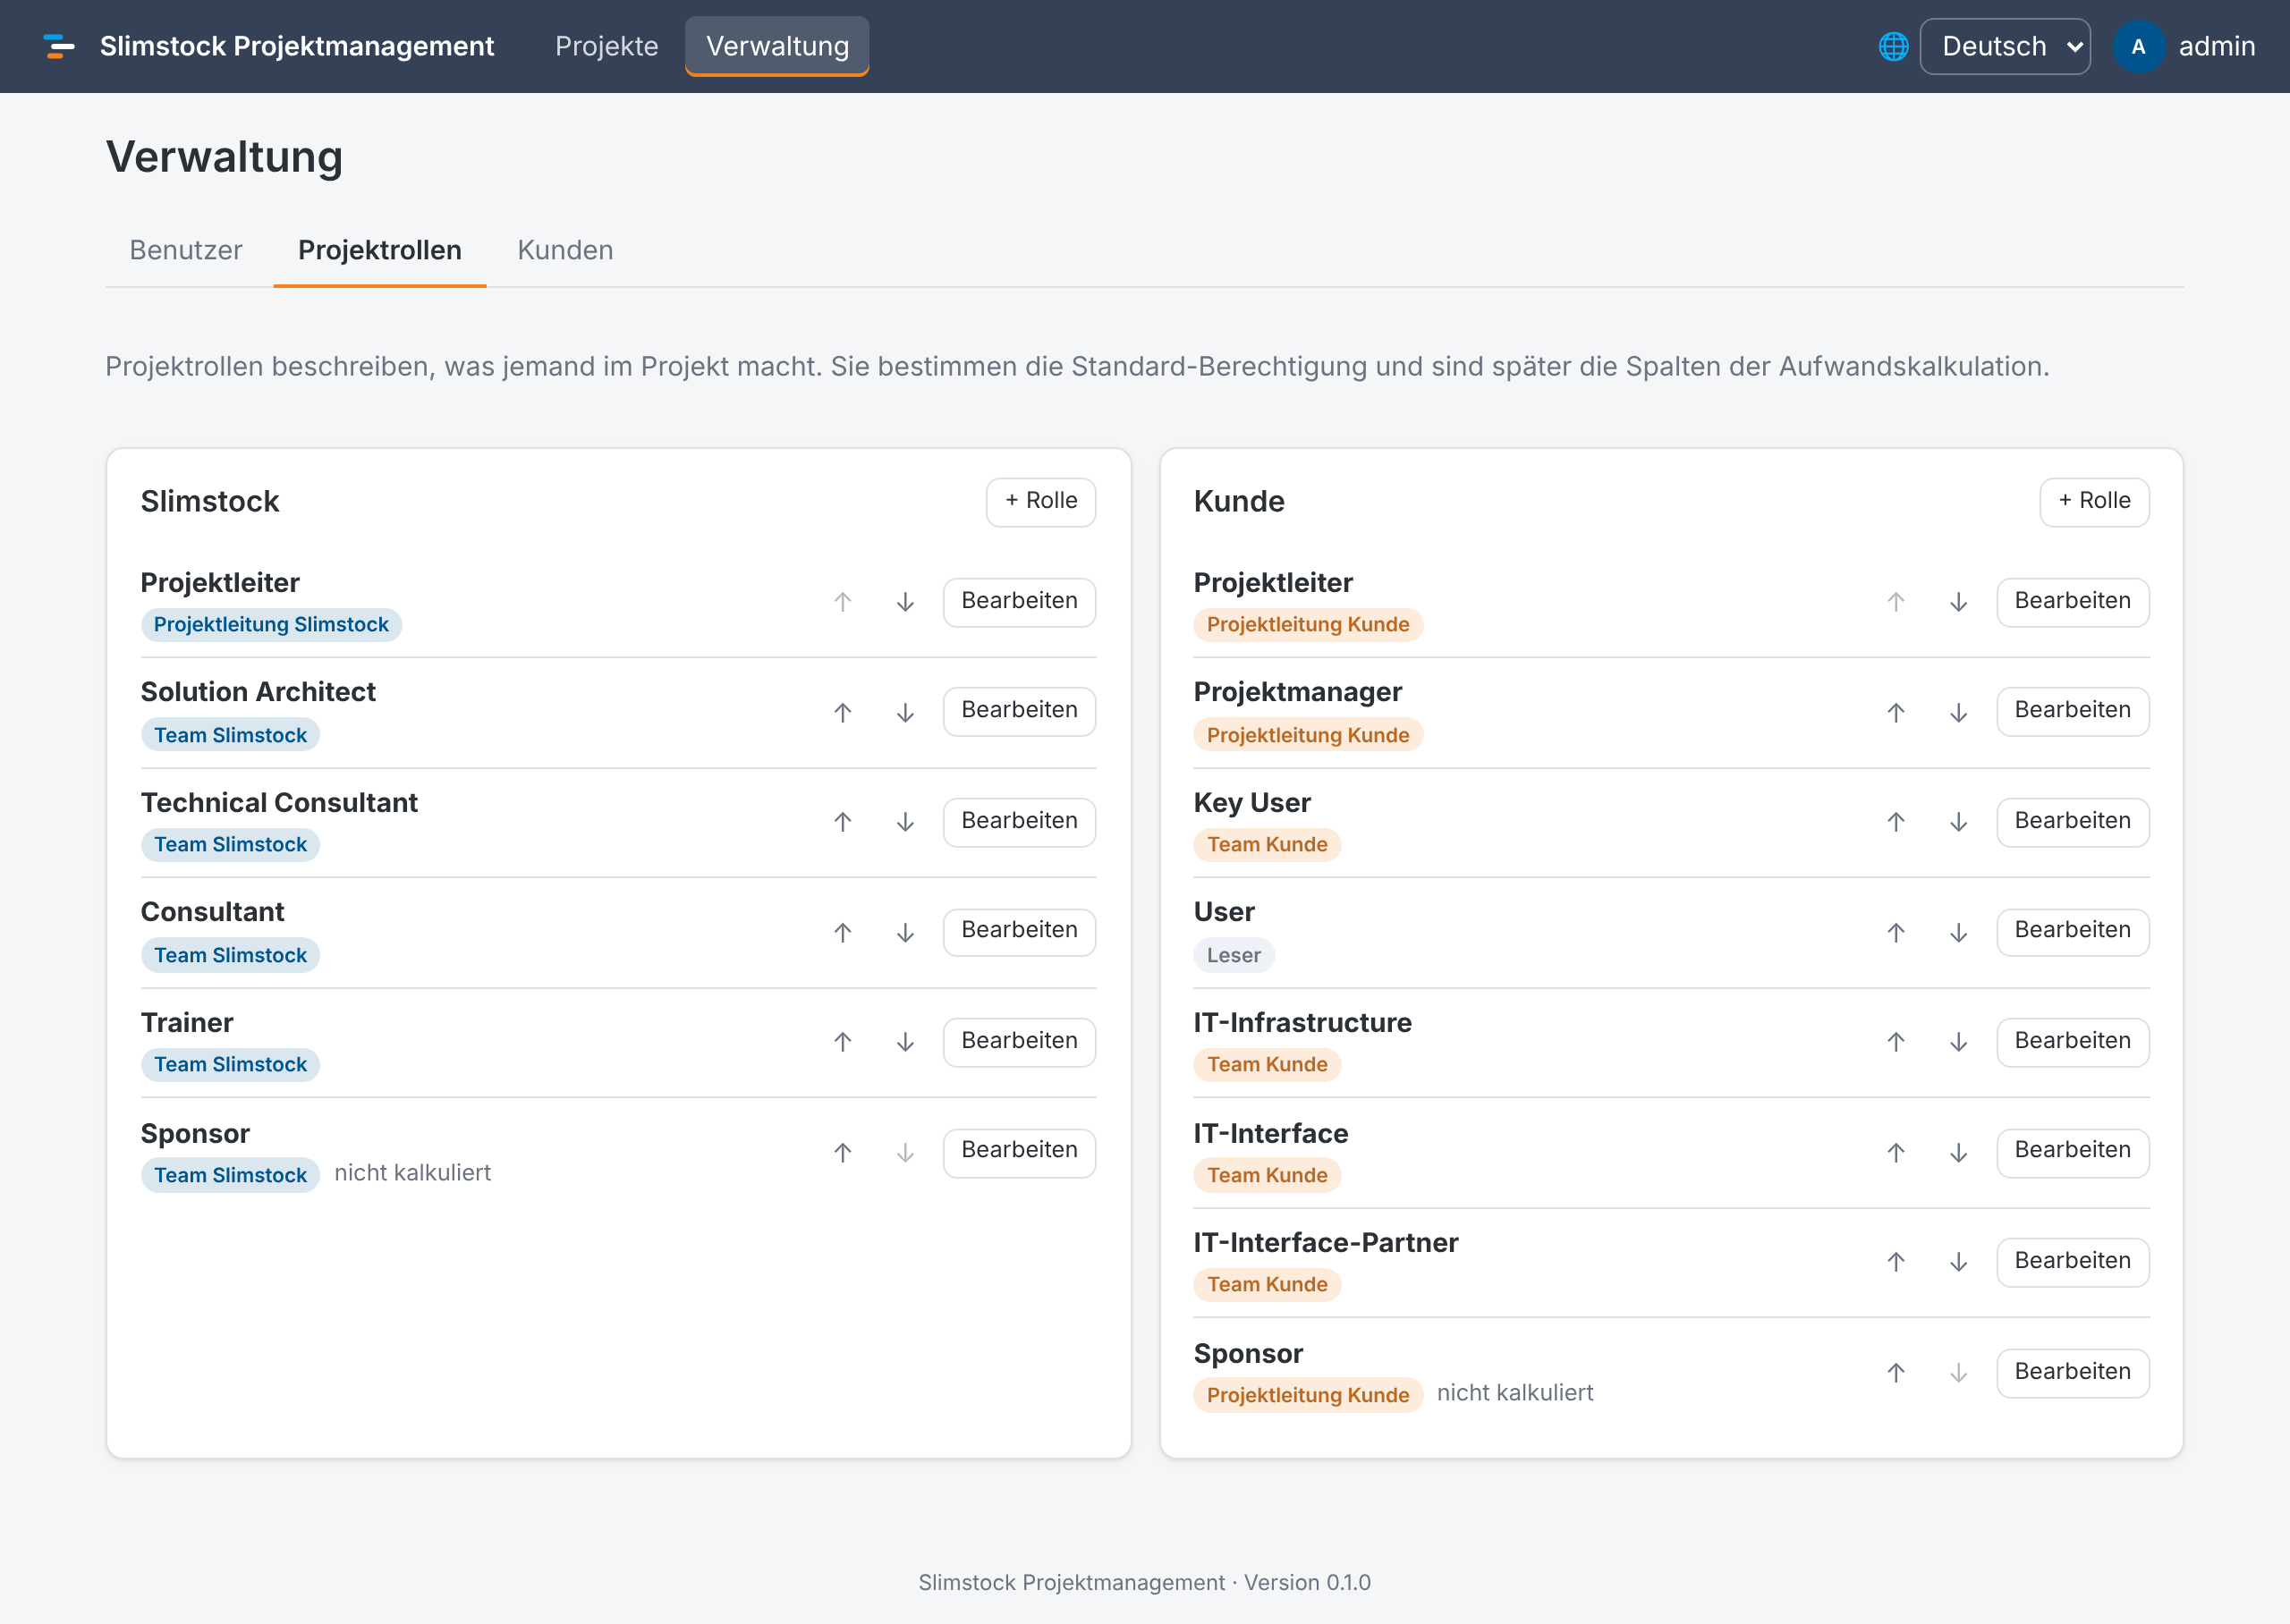 Slimstock Projektmanagement Projekte Verwaltung Deutsch A admin
Verwaltung
Benutzer Projektrollen Kunden
Projektrollen beschreiben, was jemand im Projekt macht. Sie bestimmen die Standard-Berechtigung und sind später die Spalten der Aufwandskalkulation.
Slimstock + Rolle
Projektleiter
Projektleitung Slimstock
↑ ↓ Bearbeiten
Solution Architect
Team Slimstock
↑ ↓ Bearbeiten
Technical Consultant
Team Slimstock
↑ ↓ Bearbeiten
Consultant
Team Slimstock
↑ ↓ Bearbeiten
Trainer
Team Slimstock
↑ ↓ Bearbeiten
Sponsor
Team Slimstock nicht kalkuliert
↑ ↓ Bearbeiten
Kunde + Rolle
Projektleiter
Projektleitung Kunde
↑ ↓ Bearbeiten
Projektmanager
Projektleitung Kunde
↑ ↓ Bearbeiten
Key User
Team Kunde
↑ ↓ Bearbeiten
User
Leser
↑ ↓ Bearbeiten
IT-Infrastructure
Team Kunde
↑ ↓ Bearbeiten
IT-Interface
Team Kunde
↑ ↓ Bearbeiten
IT-Interface-Partner
Team Kunde
↑ ↓ Bearbeiten
Sponsor
Projektleitung Kunde nicht kalkuliert
↑ ↓ Bearbeiten
Slimstock Projektmanagement · Version 0.1.0